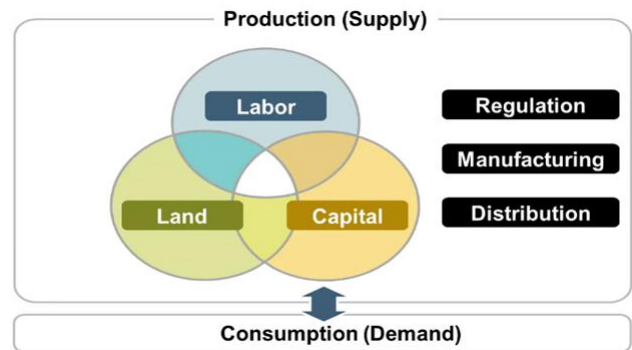 Production (Supply)
Labor
Land
Capital
Regulation
Manufacturing
Distribution
Consumption (Demand)